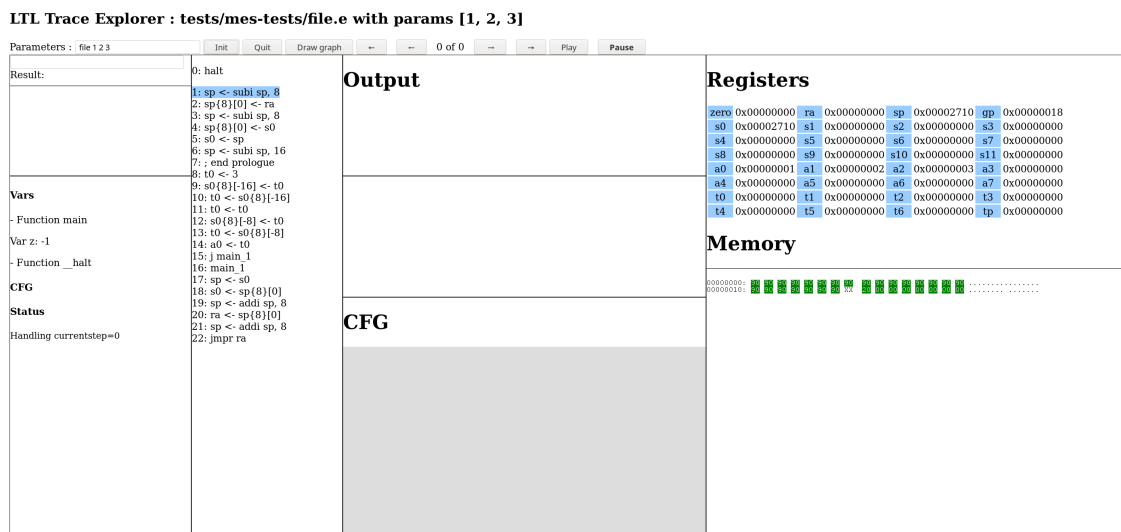 LTL Trace Explorer : tests/mes-tests/file.e with params [1, 2, 3]
Parameters : file 1 2 3 Init Quit Draw graph ← ← 0 of 0 → → Play Pause
Result:
Vars
- Function main
Var z: -1
- Function __halt
CFG
Status
Handling currentstep=0
0: halt
1: sp <- subi sp, 8
2: sp{8}[0] <- ra
3: sp <- subi sp, 8
4: sp{8}[0] <- s0
5: s0 <- sp
6: sp <- subi sp, 16
7: ; end prologue
8: t0 <- 3
9: s0{8}[-16] <- t0
10: t0 <- s0{8}[-16]
11: t0 <- t0
12: s0{8}[-8] <- t0
13: t0 <- s0{8}[-8]
14: a0 <- t0
15: j main_1
16: main_1
17: sp <- s0
18: s0 <- sp{8}[0]
19: sp <- addi sp, 8
20: ra <- sp{8}[0]
21: sp <- addi sp, 8
22: jmpr ra
Output
CFG
Registers
zero 0x00000000 ra 0x00000000 sp 0x00002710 gp 0x00000018
s0 0x00002710 s1 0x00000000 s2 0x00000000 s3 0x00000000
s4 0x00000000 s5 0x00000000 s6 0x00000000 s7 0x00000000
s8 0x00000000 s9 0x00000000 s10 0x00000000 s11 0x00000000
a0 0x00000001 a1 0x00000002 a2 0x00000003 a3 0x00000000
a4 0x00000000 a5 0x00000000 a6 0x00000000 a7 0x00000000
t0 0x00000000 t1 0x00000000 t2 0x00000000 t3 0x00000000
t4 0x00000000 t5 0x00000000 t6 0x00000000 tp 0x00000000
Memory
00000000:
00000010: